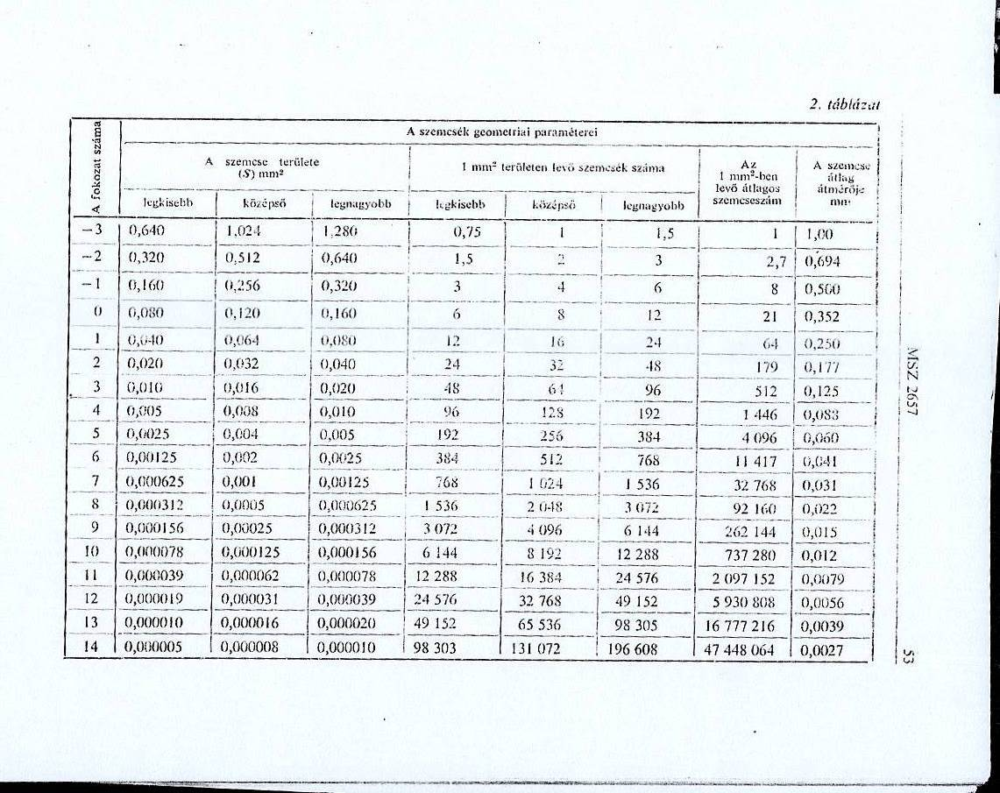 2. táblázat
A fokozat száma
A szemcsék geometriai paraméterei
A szemcse területe (S) mm²
1 mm² területen levő szemcsék száma
Az 1 mm³-ben levő átlagos szemcseszám
A szemcse átlag átmérője mm
legkisebb középső legnagyobb legkisebb középső legnagyobb
−3 0,640 1,024 1,280 0,75 1 1,5 1 1,00
−2 0,320 0,512 0,640 1,5 2 3 2,7 0,694
−1 0,160 0,256 0,320 3 4 6 8 0,500
0 0,080 0,120 0,160 6 8 12 21 0,352
1 0,040 0,064 0,080 12 16 24 64 0,250
2 0,020 0,032 0,040 24 32 48 179 0,177
3 0,010 0,016 0,020 48 64 96 512 0,125
4 0,005 0,008 0,010 96 128 192 1 446 0,088
5 0,0025 0,004 0,005 192 256 384 4 096 0,060
6 0,00125 0,002 0,0025 384 512 768 11 417 0,041
7 0,000625 0,001 0,00125 768 1 024 1 536 32 768 0,031
8 0,000312 0,0005 0,000625 1 536 2 048 3 072 92 160 0,022
9 0,000156 0,00025 0,000312 3 072 4 096 6 144 262 144 0,015
10 0,000078 0,000125 0,000156 6 144 8 192 12 288 737 280 0,012
11 0,000039 0,000062 0,000078 12 288 16 384 24 576 2 097 152 0,0079
12 0,000019 0,000031 0,000039 24 576 32 768 49 152 5 930 808 0,0056
13 0,000010 0,000016 0,000020 49 152 65 536 98 305 16 777 216 0,0039
14 0,000005 0,000008 0,000010 98 303 131 072 196 608 47 448 064 0,0027
MSZ 2657
53